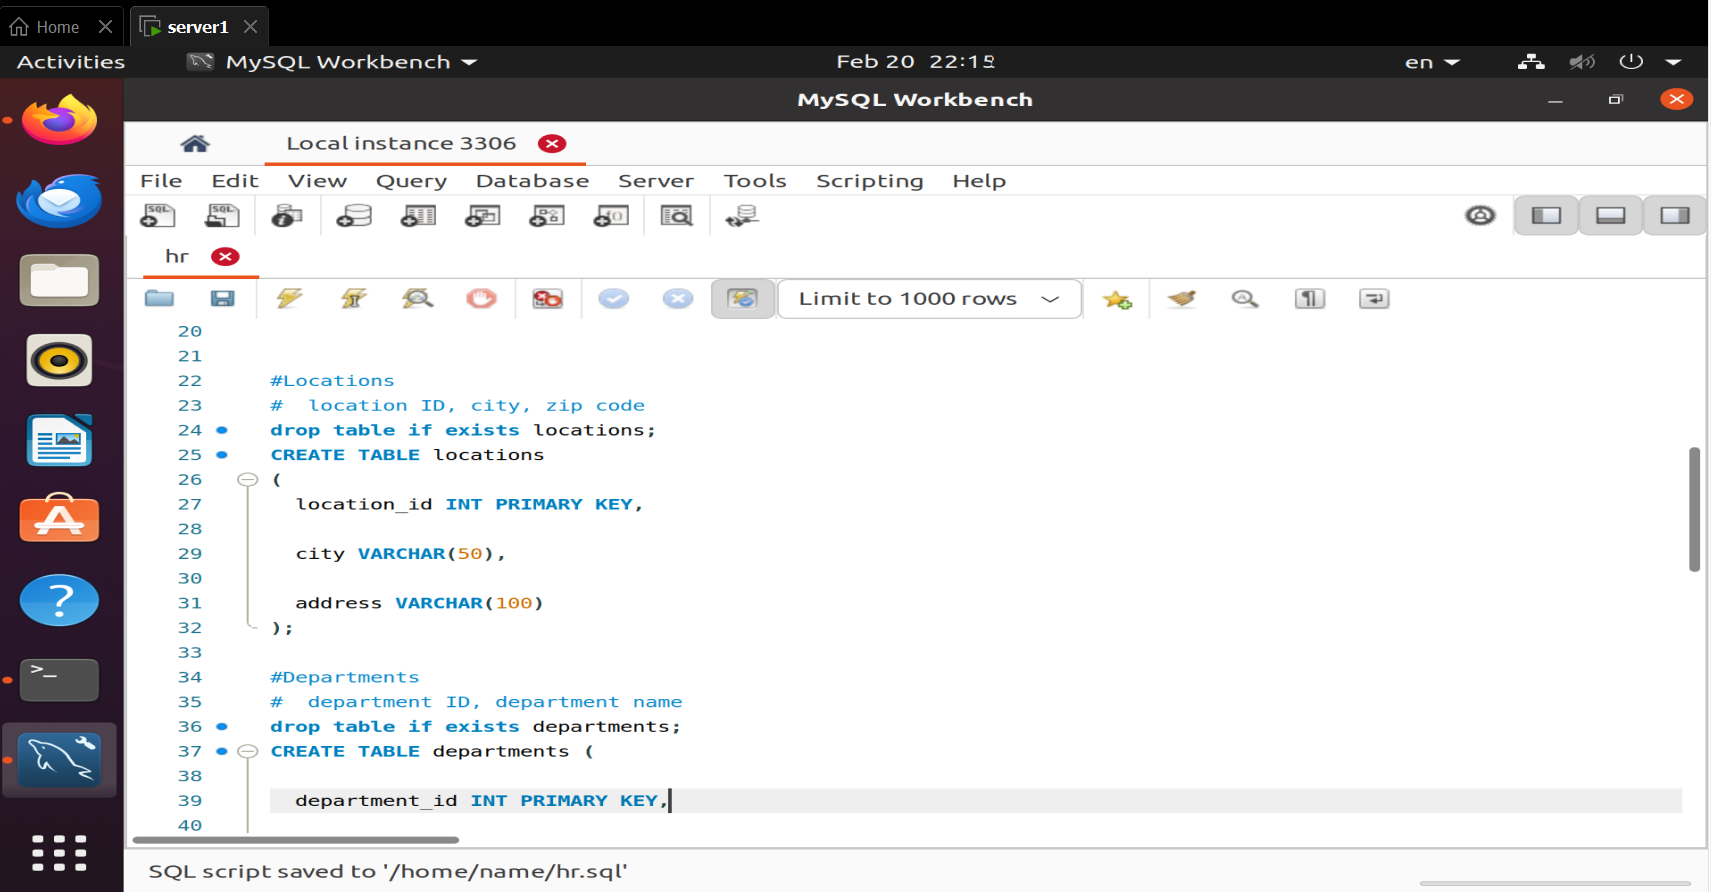 Home
server1
Activities
MySQL Workbench
Feb 20 22:15
en
MySQL Workbench
Local instance 3306
File Edit View Query Database Server Tools Scripting Help
hr
Limit to 1000 rows
20
21
22 #Locations
23 # location ID, city, zip code
24 drop table if exists locations;
25 CREATE TABLE locations
26 (
27 location_id INT PRIMARY KEY,
28
29 city VARCHAR(50),
30
31 address VARCHAR(100)
32 );
33
34 #Departments
35 # department ID, department name
36 drop table if exists departments;
37 CREATE TABLE departments (
38
39 department_id INT PRIMARY KEY,
40
SQL script saved to '/home/name/hr.sql'